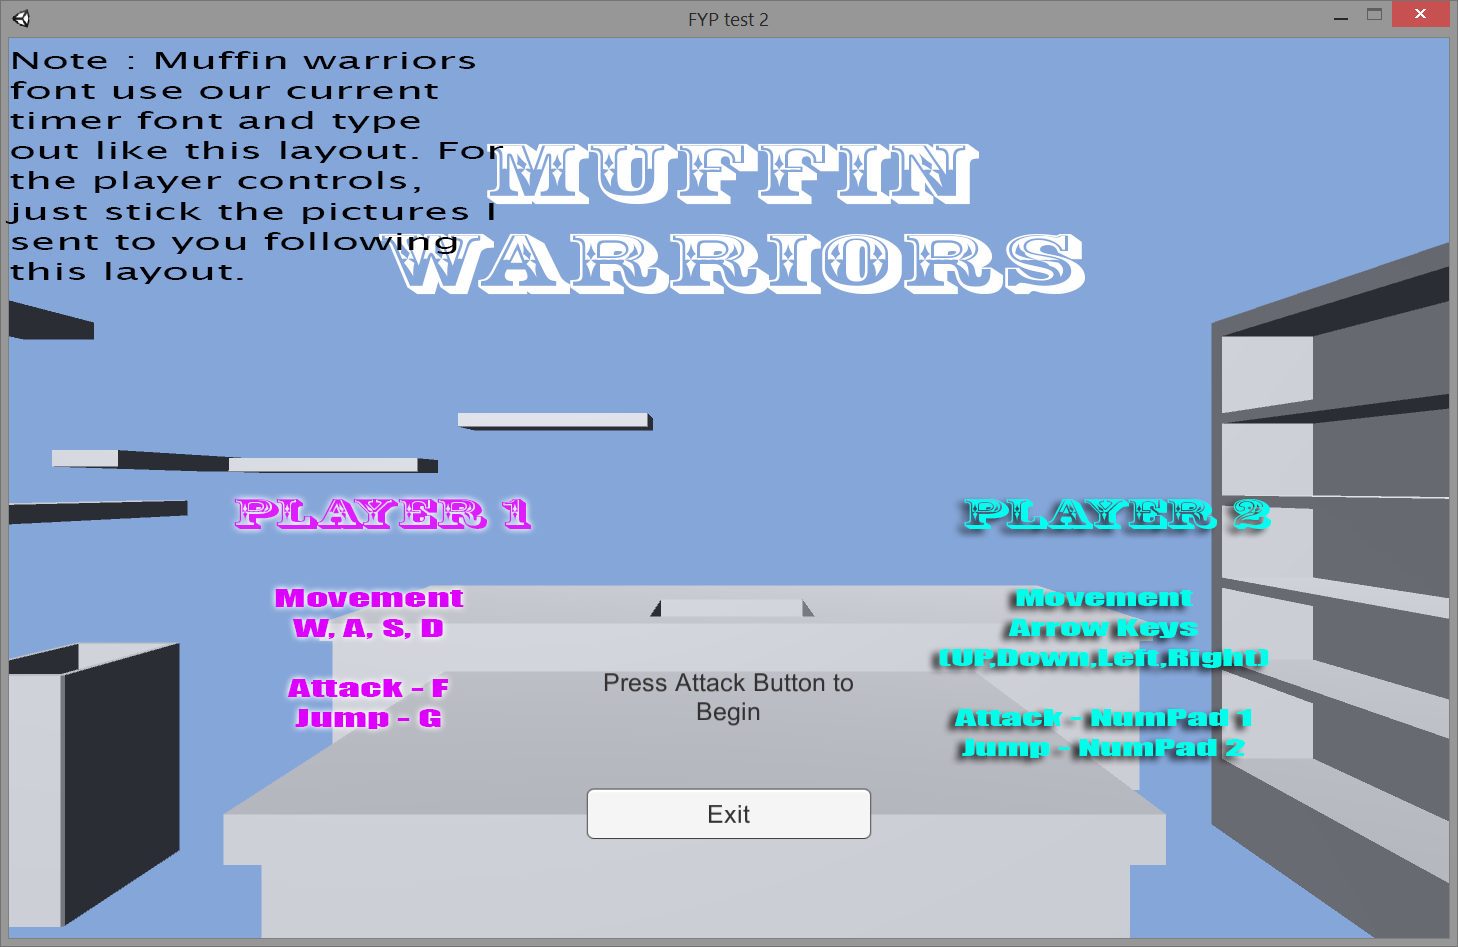 FYP test 2
Note : Muffin warriors
font use our current
timer font and type
out like this layout. For
the player controls,
just stick the pictures I
sent to you following
this layout.
MUFFIN
WARRIORS
PLAYER 1
Movement
W, A, S, D
Attack - F
Jump - G
PLAYER 2
Movement
Arrow Keys
(UP,Down,Left,Right)
Attack - NumPad 1
Jump - NumPad 2
Press Attack Button to
Begin
Exit